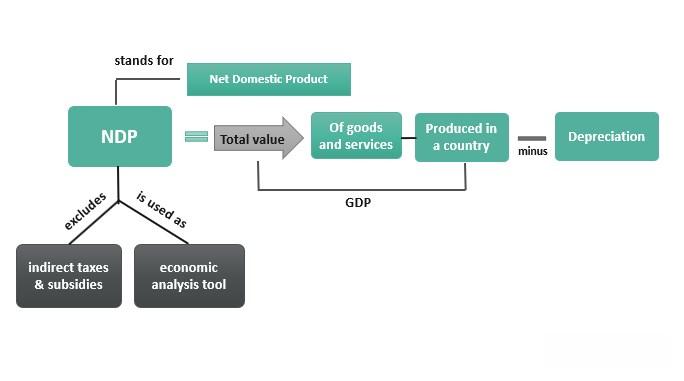 stands for
Net Domestic Product
NDP
Total value
Of goods
and services
Produced in
a country
minus
Depreciation
GDP
excludes
is used as
indirect taxes
& subsidies
economic
analysis tool